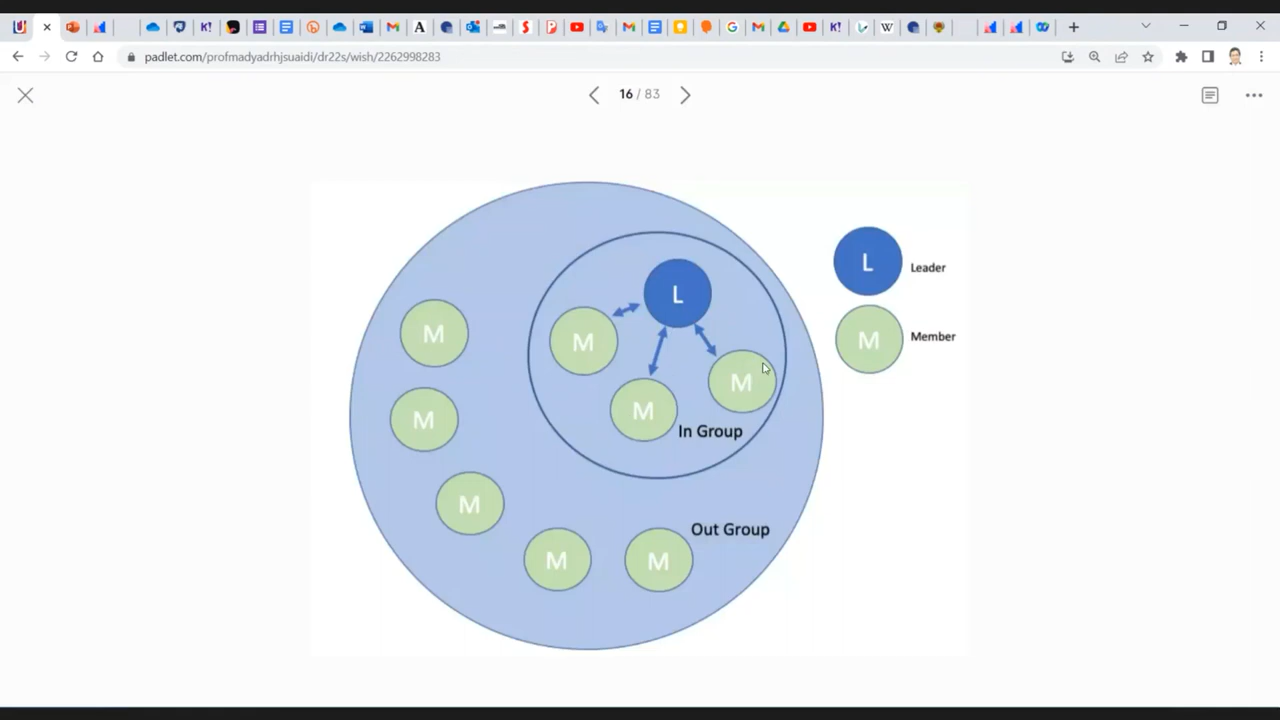 padlet.com/profmadyadrhjsuaidi/dr22s/wish/2262998283
16 / 83
L
Leader
L
M
M
M
Member
M
M
M
In Group
M
M
Out Group
M
M